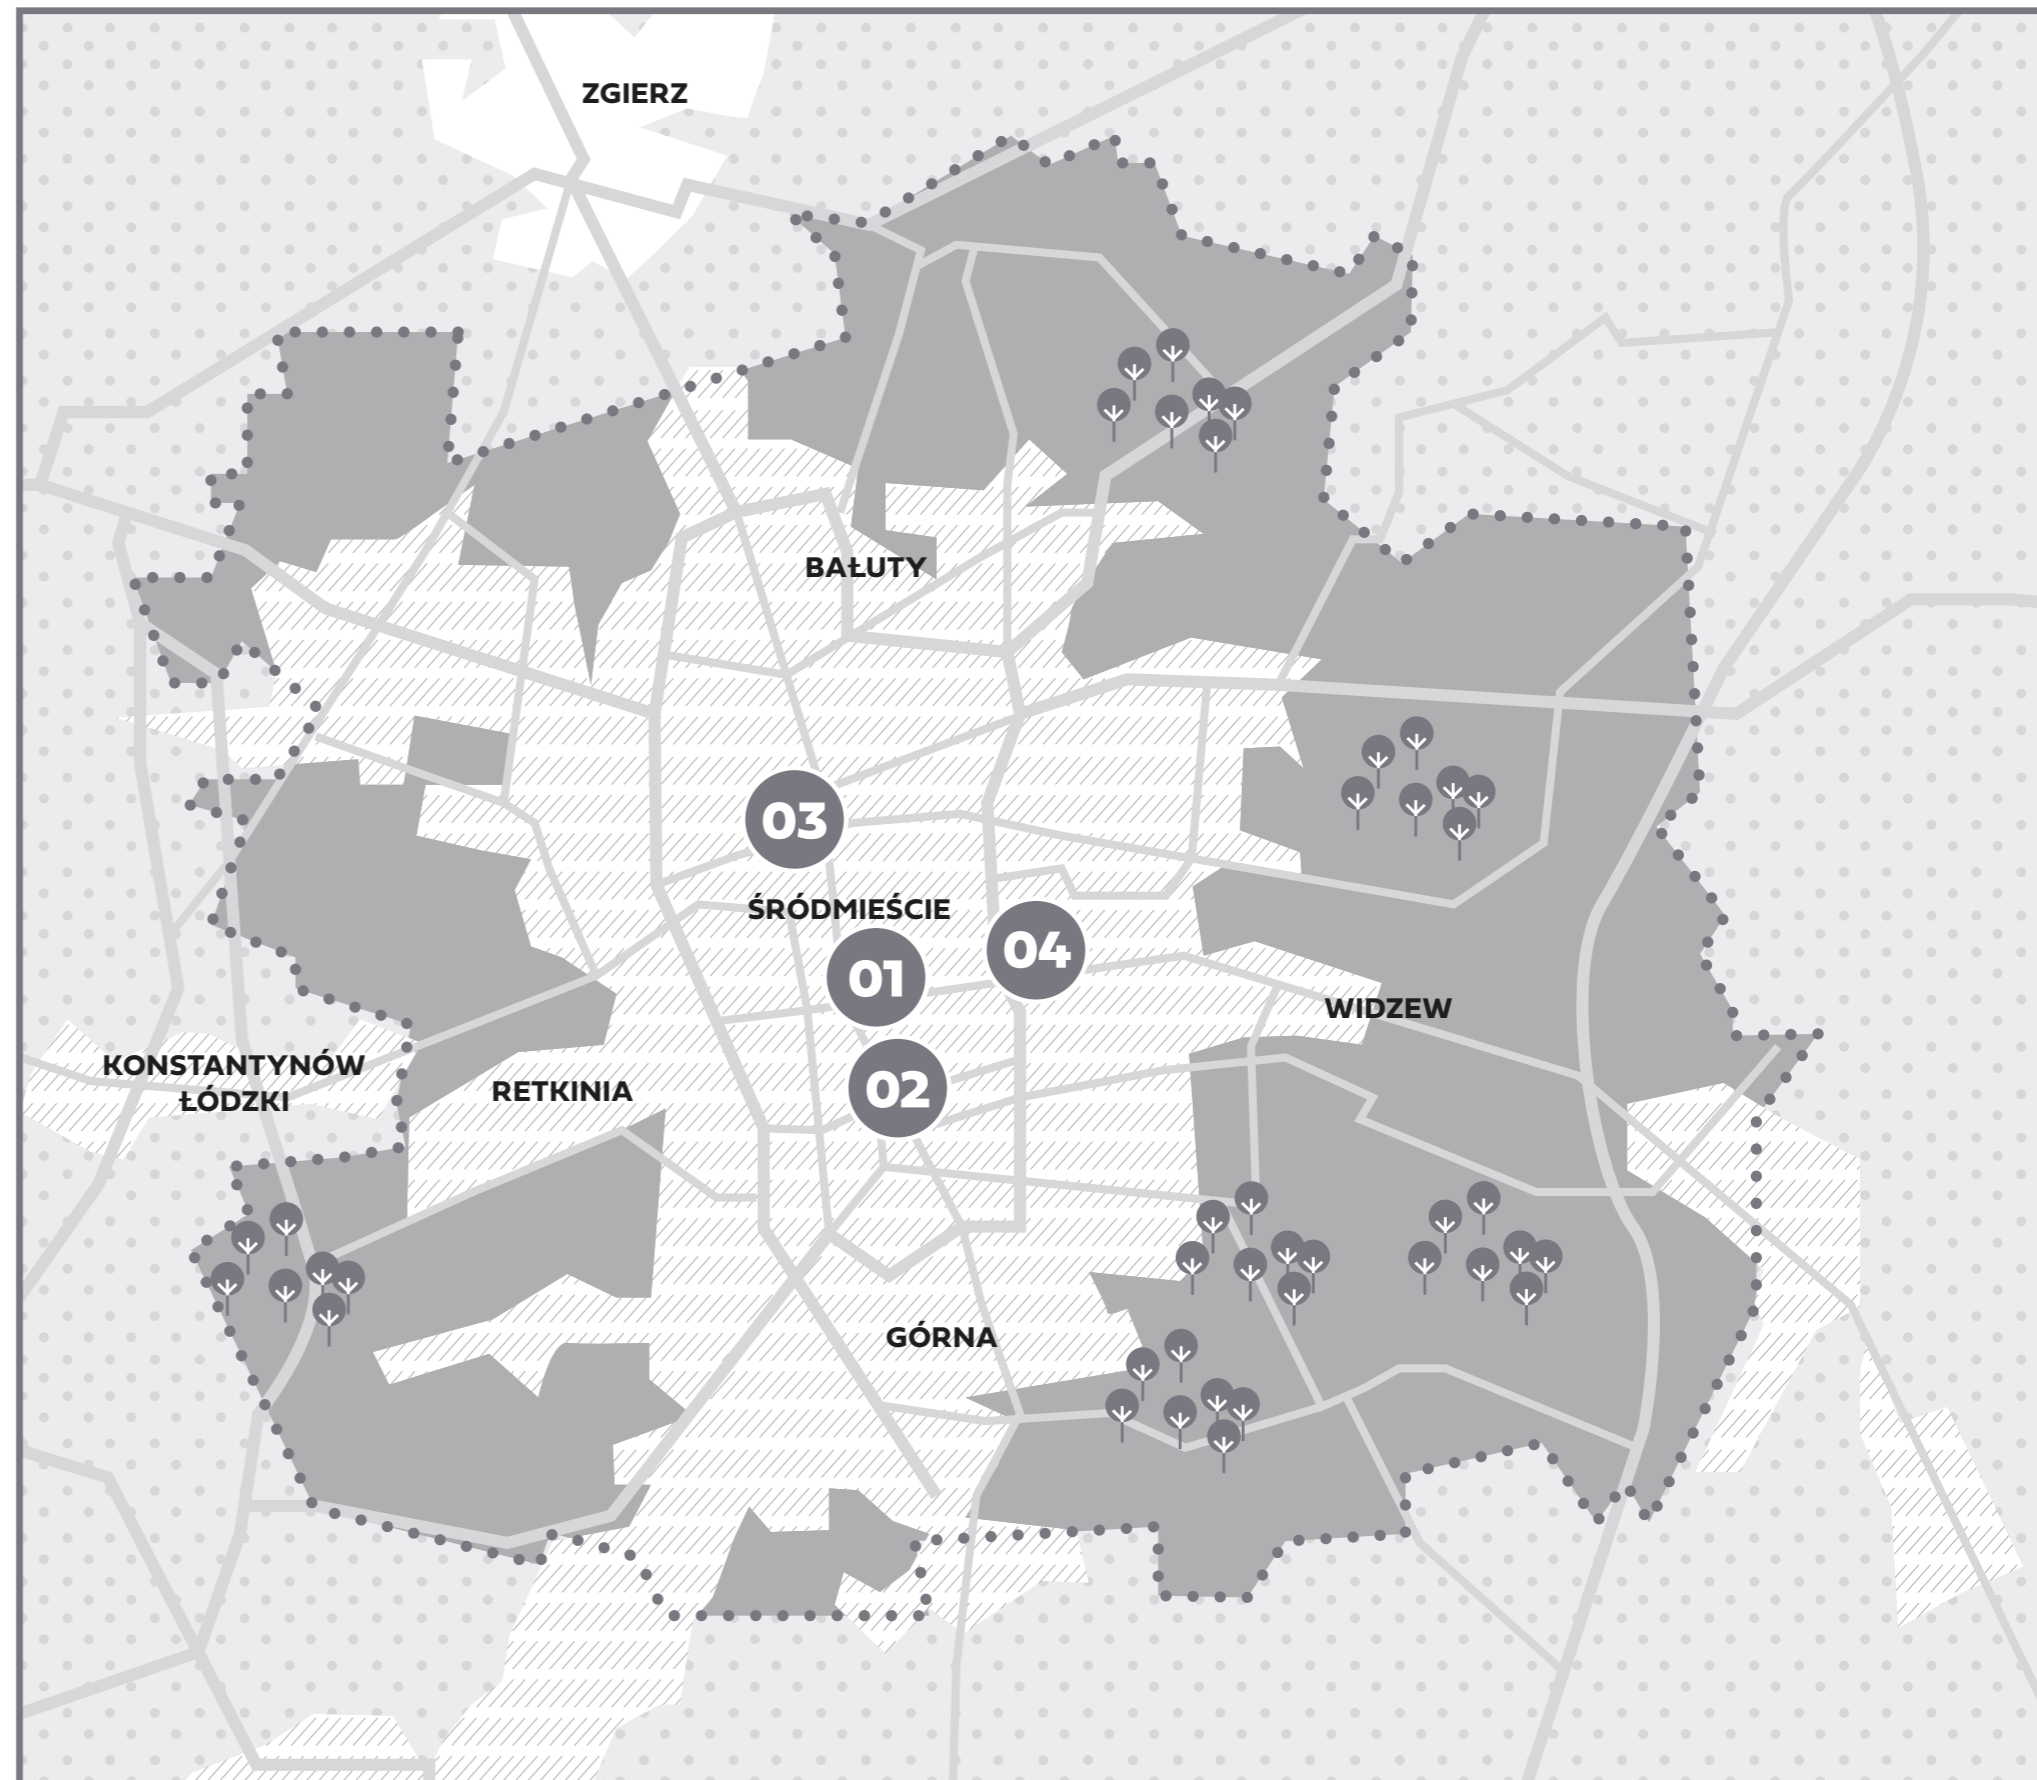 ZGIERZ
BAŁUTY
03
ŚRÓDMIEŚCIE
01
04
WIDZEW
KONSTANTYNÓW
ŁÓDZKI
RETKINIA
02
GÓRNA